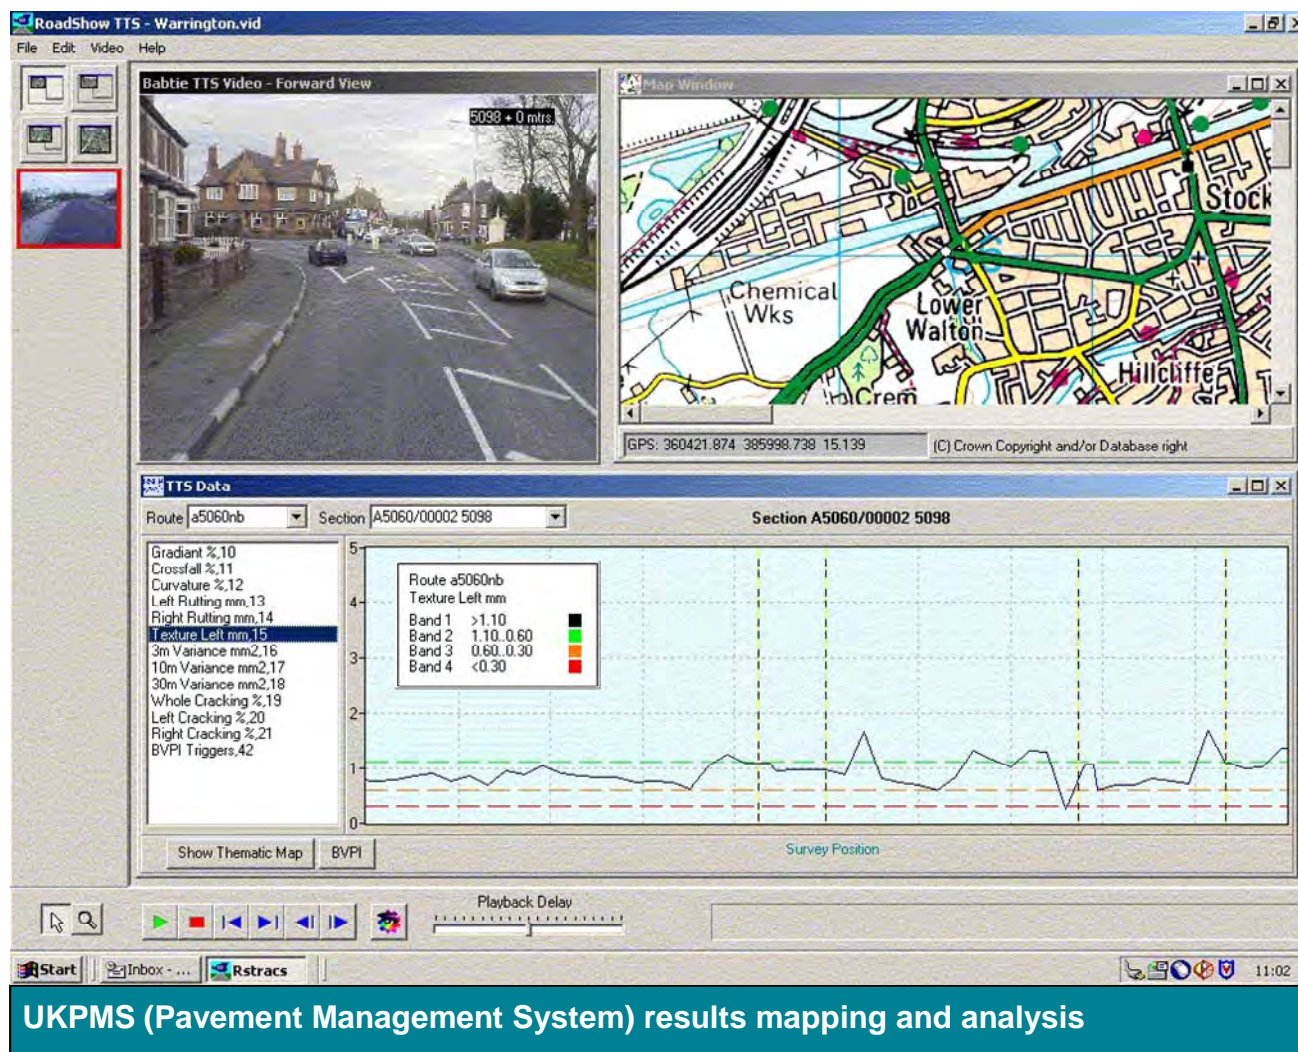 RoadShow TTS - Warrington.vid
File Edit Video Help
Babtie TTS Video - Forward View
5098 + 0 mtrs.
Map Window
Stock
Chemical
Wks
Lower
Walton
Hillcliffe
Crem
GPS: 360421.874 385998.738 15.139
(C) Crown Copyright and/or Database right
TTS Data
Route a5060nb Section A5060/00002 5098
Section A5060/00002 5098
Gradiant %,10
Crossfall %,11
Curvature %,12
Left Rutting mm,13
Right Rutting mm,14
Texture Left mm,15
3m Variance mm2,16
10m Variance mm2,17
30m Variance mm2,18
Whole Cracking %,19
Left Cracking %,20
Right Cracking %,21
BVPI Triggers,42
5
4
3
2
1
0
Route a5060nb
Texture Left mm
Band 1 >1.10
Band 2 1.10..0.60
Band 3 0.60..0.30
Band 4 <0.30
Show Thematic Map BVPI
Survey Position
Playback Delay
Start Inbox - ... Rstracs 11:02
UKPMS (Pavement Management System) results mapping and analysis